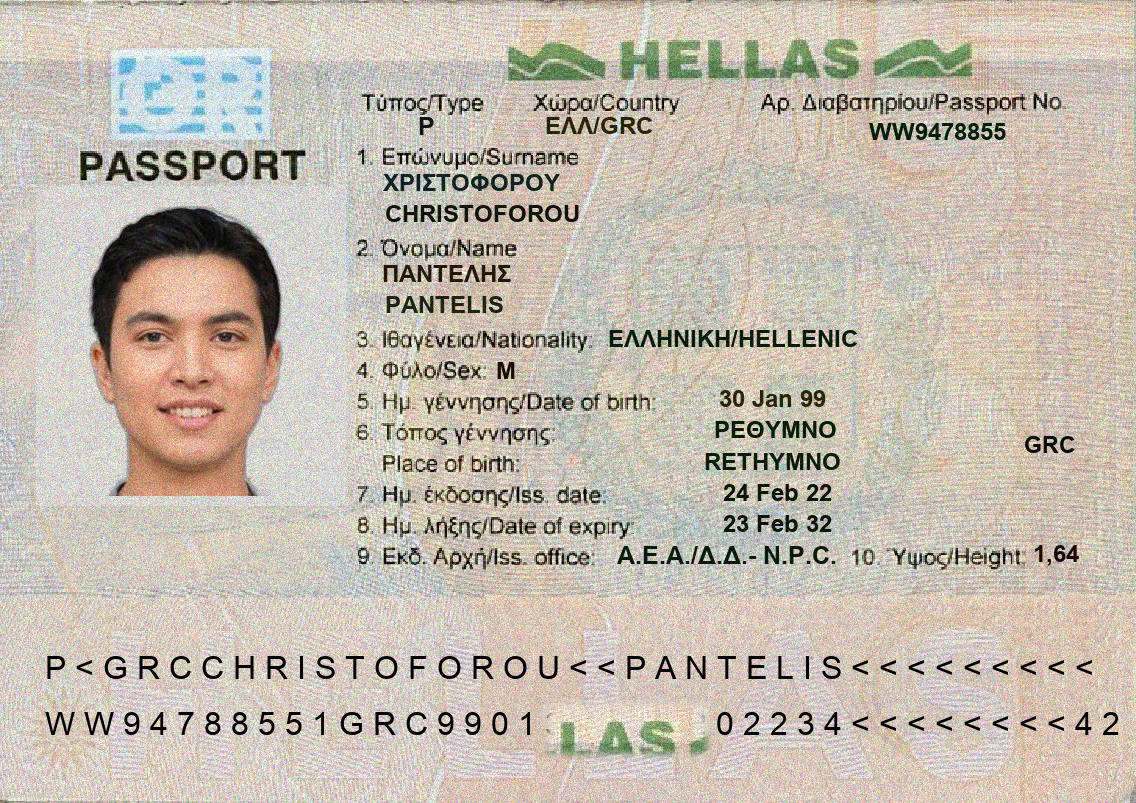 GR
HELLAS
PASSPORT
Τύπος/Type Χώρα/Country Αρ. Διαβατηρίου/Passport No.
P ΕΛΛ/GRC WW9478855
1. Επώνυμο/Surname
ΧΡΙΣΤΟΦΟΡΟΥ
CHRISTOFOROU
2. Όνομα/Name
ΠΑΝΤΕΛΗΣ
PANTELIS
3. Ιθαγένεια/Nationality: ΕΛΛΗΝΙΚΗ/HELLENIC
4. Φύλο/Sex: M
5. Ημ. γέννησης/Date of birth: 30 Jan 99
6. Τόπος γέννησης: ΡΕΘΥΜΝΟ
Place of birth: RETHYMNO GRC
7. Ημ. έκδοσης/Iss. date: 24 Feb 22
8. Ημ. λήξης/Date of expiry: 23 Feb 32
9 Εκδ. Αρχή/Iss. office: Α.Ε.Α./Δ.Δ.- N.P.C. 10. Ύψος/Height: 1,64
P<GRCCHRISTOFOROU<<PANTELIS<<<<<<<<<
WW94788551GRC9901 LAS 02234<<<<<<<<42